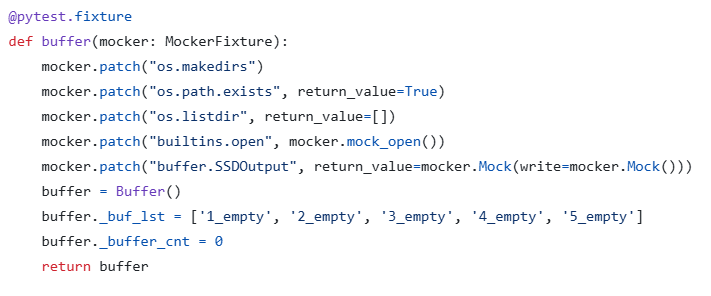 @pytest.fixture
def buffer(mocker: MockerFixture):
    mocker.patch("os.makedirs")
    mocker.patch("os.path.exists", return_value=True)
    mocker.patch("os.listdir", return_value=[])
    mocker.patch("builtins.open", mocker.mock_open())
    mocker.patch("buffer.SSDOutput", return_value=mocker.Mock(write=mocker.Mock()))
    buffer = Buffer()
    buffer._buf_lst = ['1_empty', '2_empty', '3_empty', '4_empty', '5_empty']
    buffer._buffer_cnt = 0
    return buffer